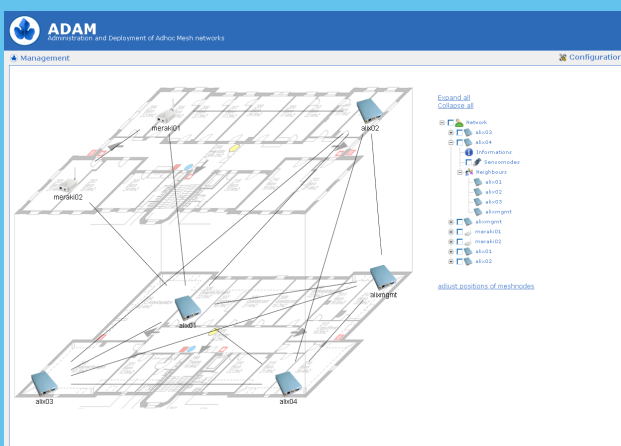 ADAM
Administration and Deployment of Adhoc Mesh networks
Management
Configuration
meraki01
alix02
meraki02
alixmgmt
alix01
alix03
alix04
Expand all
Collapse all
Network
alix03
alix04
Informations
Sensornodes
Neighbours
alix01
alix02
alix03
alixmgmt
alixmgmt
meraki01
meraki02
alix01
alix02
adjust positions of meshnodes